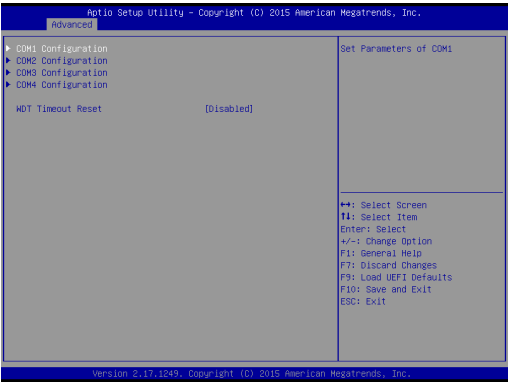 Aptio Setup Utility – Copyright (C) 2015 American Megatrends, Inc.
Advanced
COM1 Configuration
COM2 Configuration
COM3 Configuration
COM4 Configuration
WDT Timeout Reset [Disabled]
Set Parameters of COM1
↔: Select Screen
↑↓: Select Item
Enter: Select
+/-: Change Option
F1: General Help
F7: Discard Changes
F9: Load UEFI Defaults
F10: Save and Exit
ESC: Exit
Version 2.17.1249. Copyright (C) 2015 American Megatrends, Inc.